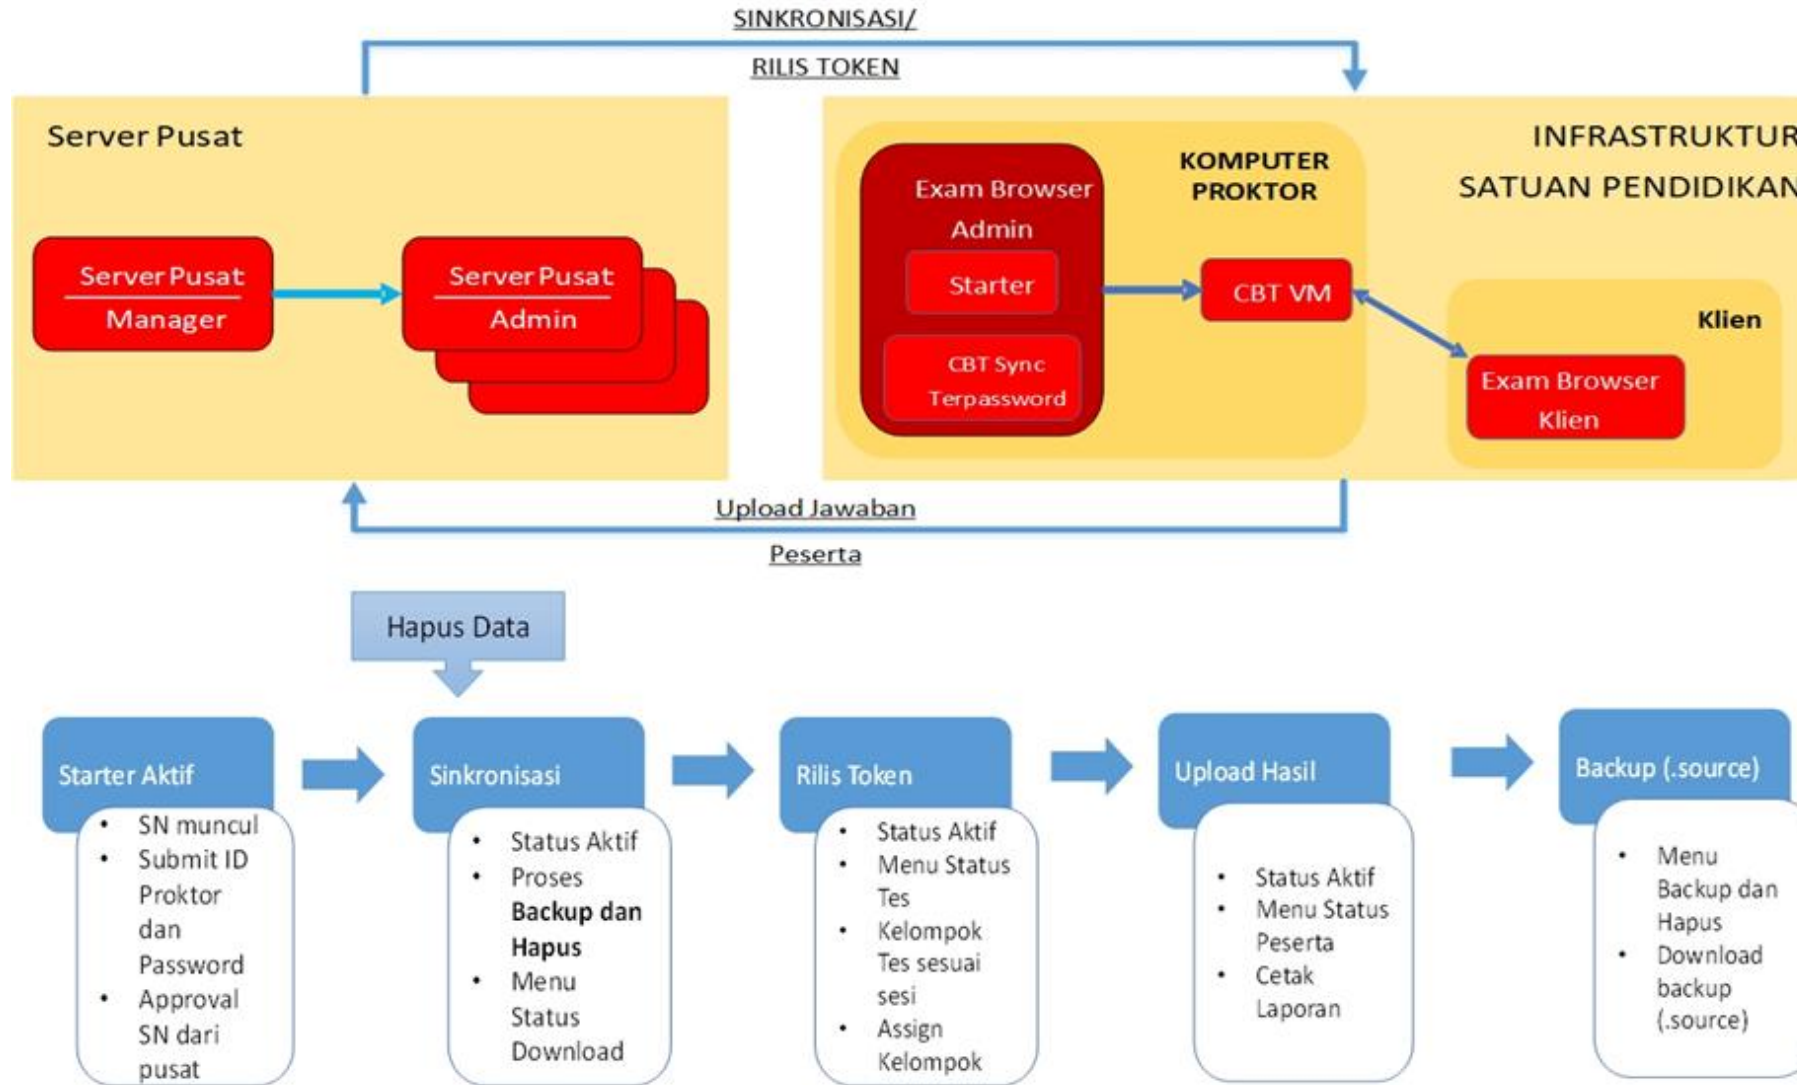 SINKRONISASI/
RILIS TOKEN
Server Pusat
Server Pusat
Manager
Server Pusat
Admin
INFRASTRUKTUR
SATUAN PENDIDIKAN
KOMPUTER
PROKTOR
Exam Browser
Admin
Starter
CBT Sync
Terpassword
CBT VM
Klien
Exam Browser
Klien
Upload Jawaban
Peserta
Hapus Data
Starter Aktif
• SN muncul
• Submit ID
Proktor
dan
Password
• Approval
SN dari
pusat
Sinkronisasi
• Status Aktif
• Proses
Backup dan
Hapus
• Menu
Status
Download
Rilis Token
• Status Aktif
• Menu Status
Tes
• Kelompok
Tes sesuai
sesi
• Assign
Kelompok
Upload Hasil
• Status Aktif
• Menu Status
Peserta
• Cetak
Laporan
Backup (.source)
• Menu
Backup dan
Hapus
• Download
backup
(.source)